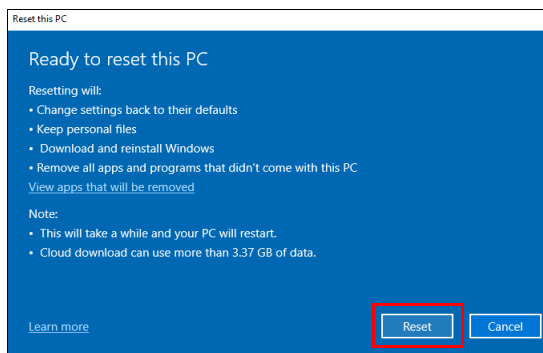 Reset this PC
Ready to reset this PC
Resetting will:
• Change settings back to their defaults
• Keep personal files
• Download and reinstall Windows
• Remove all apps and programs that didn't come with this PC
View apps that will be removed
Note:
• This will take a while and your PC will restart.
• Cloud download can use more than 3.37 GB of data.
Learn more
Reset
Cancel